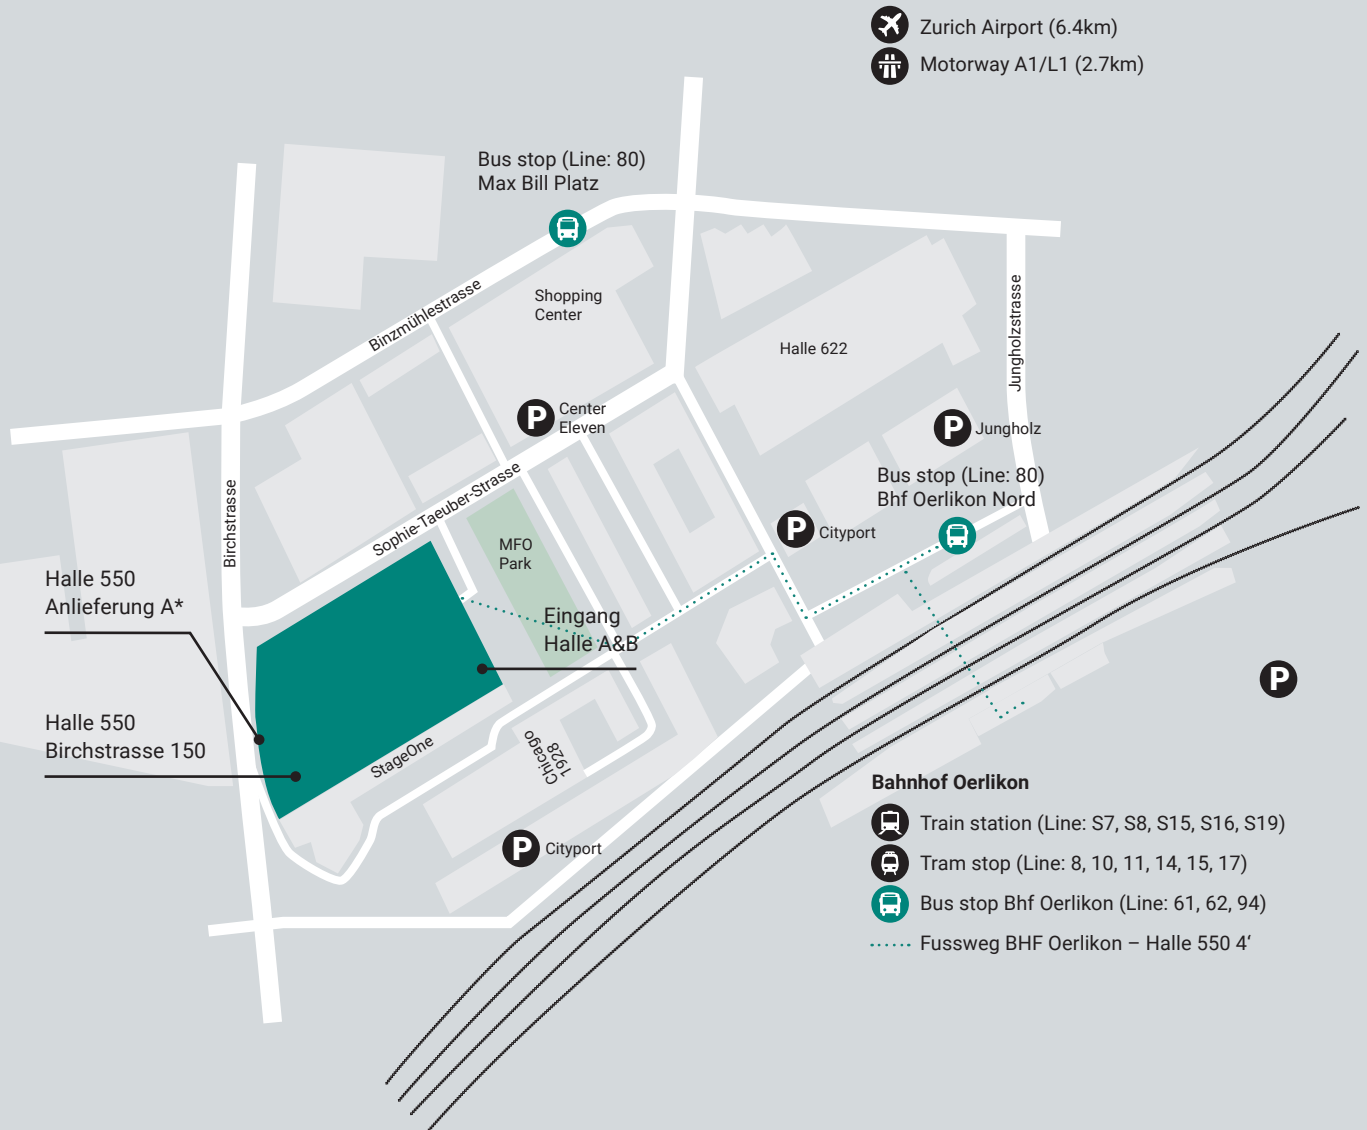 Zurich Airport (6.4km)
Motorway A1/L1 (2.7km)
Bus stop (Line: 80)
Max Bill Platz
Binzmühlestrasse
Shopping
Center
Halle 622
Jungholzstrasse
P
Center
Eleven
P
Jungholz
Bus stop (Line: 80)
Bhf Oerlikon Nord
Birchstrasse
Sophie-Taeuber-Strasse
P
Cityport
MFO
Park
Halle 550
Anlieferung A*
Eingang
Halle A&B
P
Halle 550
Birchstrasse 150
StageOne
Chicago
1928
P
Cityport
Bahnhof Oerlikon
Train station (Line: S7, S8, S15, S16, S19)
Tram stop (Line: 8, 10, 11, 14, 15, 17)
Bus stop Bhf Oerlikon (Line: 61, 62, 94)
Fussweg BHF Oerlikon – Halle 550 4‘